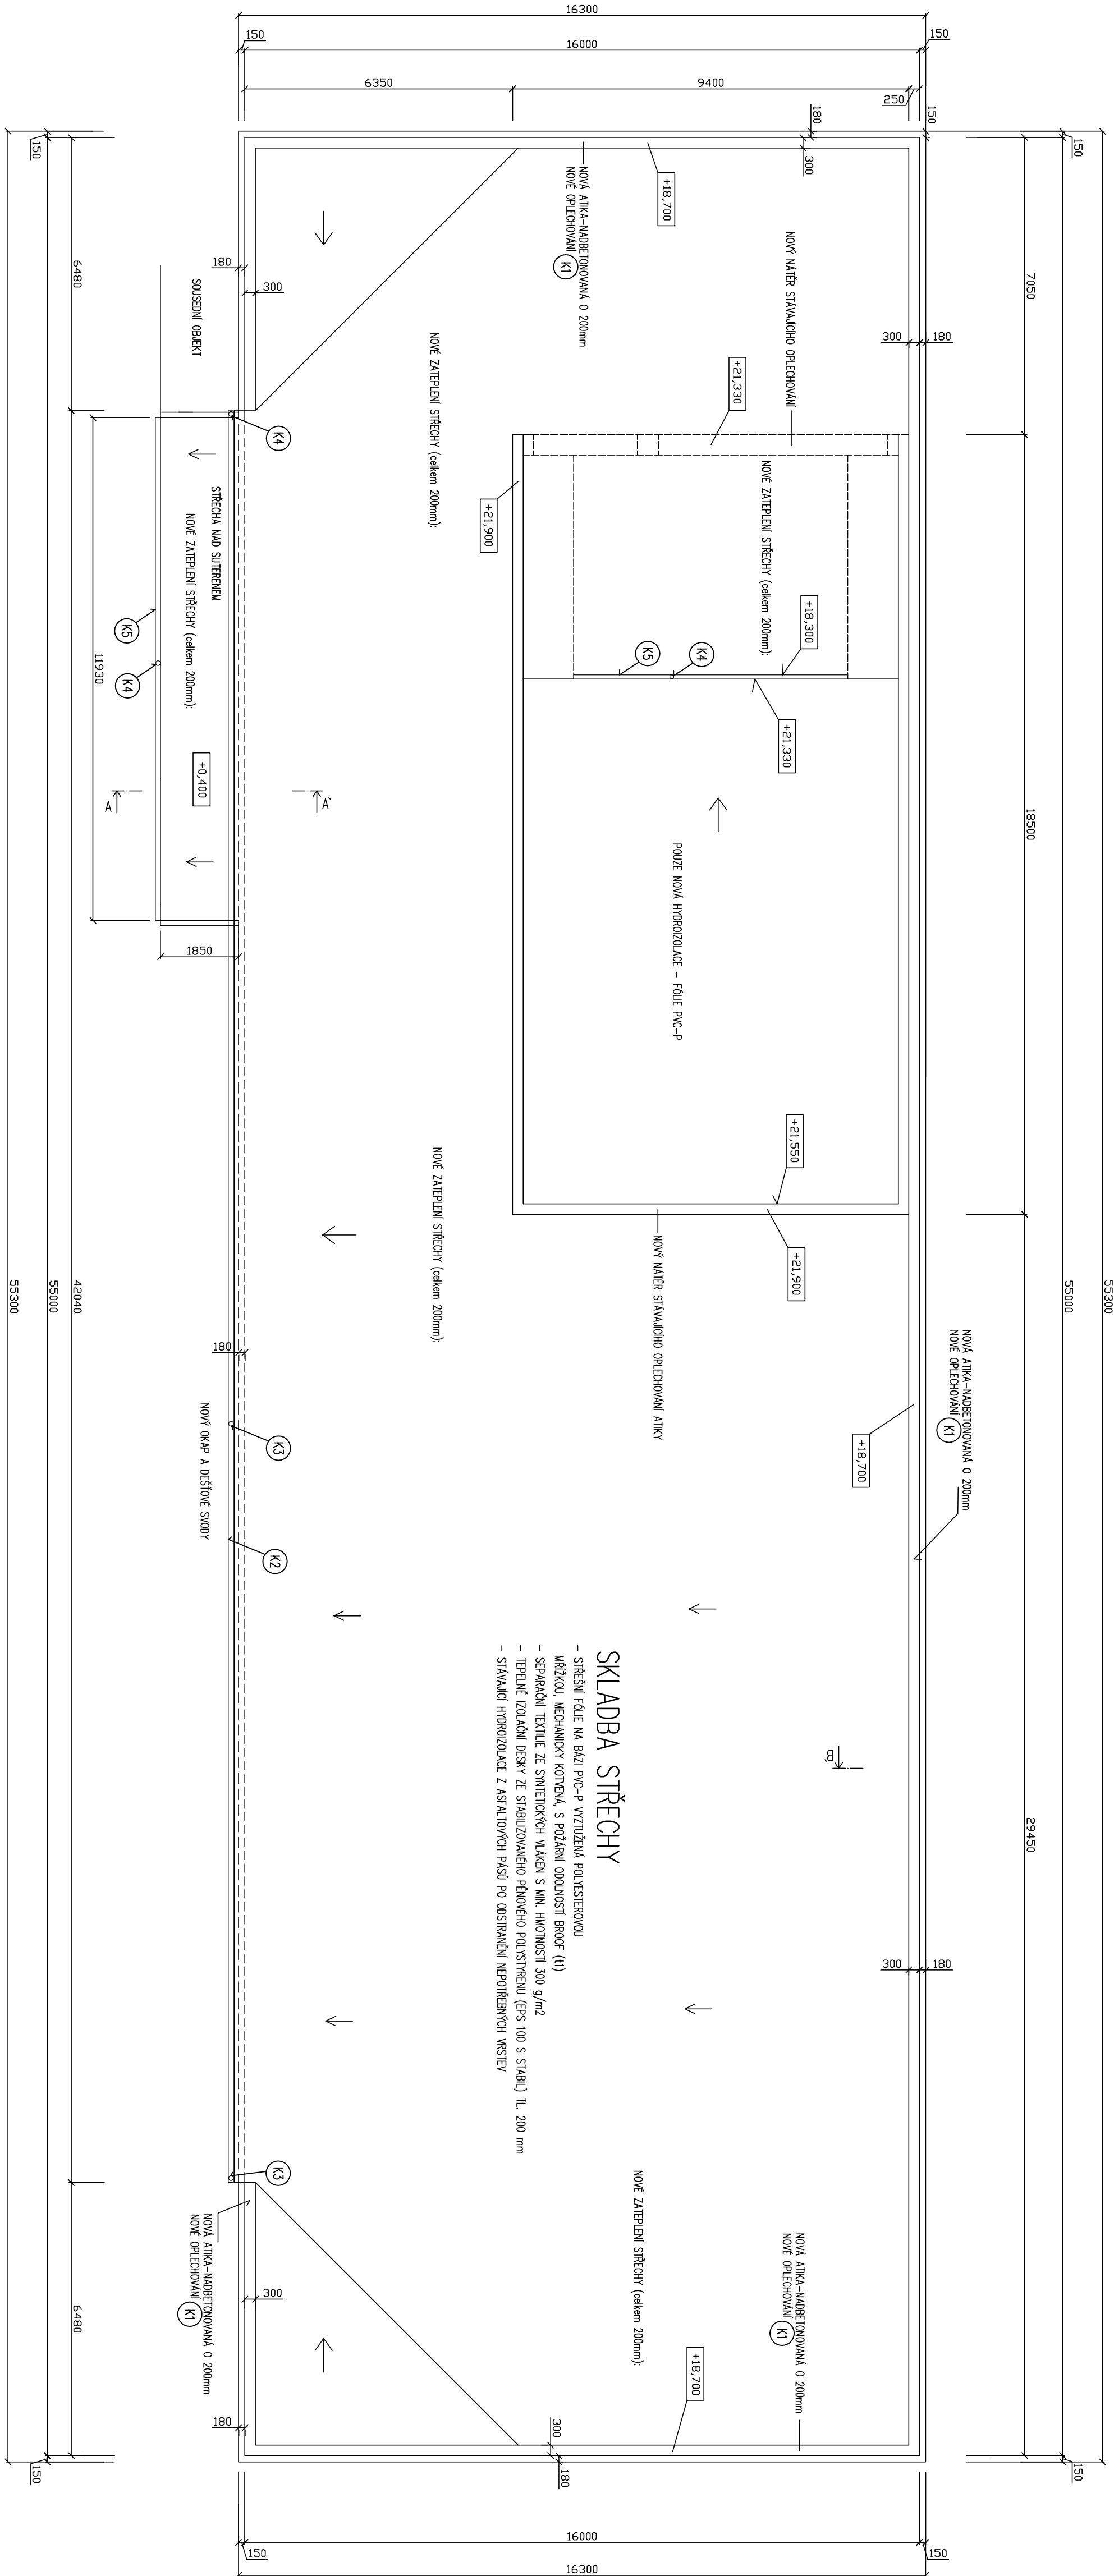 16300
150
16000
150
6350
9400
250
150
180
300
55300
150
55000
7050
18500
29450
55000
55300
150
NOVÁ ATIKA-NADBETONOVANÁ O 200mm
NOVÉ OPLECHOVÁNÍ
K1
+18,700
NOVÝ NÁTĚR STÁVAJÍCÍHO OPLECHOVÁNÍ
+21,330
300
180
180
300
SOUSEDNÍ OBJEKT
NOVÉ ZATEPLENÍ STŘECHY (celkem 200mm):
+21,900
NOVÉ ZATEPLENÍ STŘECHY (celkem 200mm):
+18,300
K5
K4
+21,330
K4
STŘECHA NAD SUTERENEM
NOVÉ ZATEPLENÍ STŘECHY (celkem 200mm):
K5
K4
11930
+0,400
A
A`
1850
POUZE NOVÁ HYDROIZOLACE - FÓLIE PVC-P
+21,550
+21,900
NOVÝ NÁTĚR STÁVAJÍCÍHO OPLECHOVÁNÍ ATIKY
NOVÉ ZATEPLENÍ STŘECHY (celkem 200mm):
180
NOVÝ OKAP A DEŠŤOVÉ SVODY
K3
K2
NOVÁ ATIKA-NADBETONOVANÁ O 200mm
NOVÉ OPLECHOVÁNÍ
K1
+18,700
SKLADBA STŘECHY
- STŘEŠNÍ FÓLIE NA BÁZI PVC-P VYZTUŽENÁ POLYESTEROVOU
MŘÍŽKOU, MECHANICKY KOTVENÁ, S POŽÁRNÍ ODOLNOSTÍ BROOF (t1)
- SEPARAČNÍ TEXTILIE ZE SYNTETICKÝCH VLÁKEN S MIN. HMOTNOSTÍ 300 g/m2
- TEPELNĚ IZOLAČNÍ DESKY ZE STABILIZOVANÉHO PĚNOVÉHO POLYSTYRENU (EPS 100 S STABIL) TL. 200 mm
- STÁVAJÍCÍ HYDROIZOLACE Z ASFALTOVÝCH PÁSŮ PO ODSTRANĚNÍ NEPOTŘEBNÝCH VRSTEV
B`
300
180
NOVÉ ZATEPLENÍ STŘECHY (celkem 200mm):
NOVÁ ATIKA-NADBETONOVANÁ O 200mm
NOVÉ OPLECHOVÁNÍ
K1
+18,700
K3
NOVÁ ATIKA-NADBETONOVANÁ O 200mm
NOVÉ OPLECHOVÁNÍ
K1
300
180
300
180
150
6480
42040
6480
55000
55300
150
16000
150
150
16300